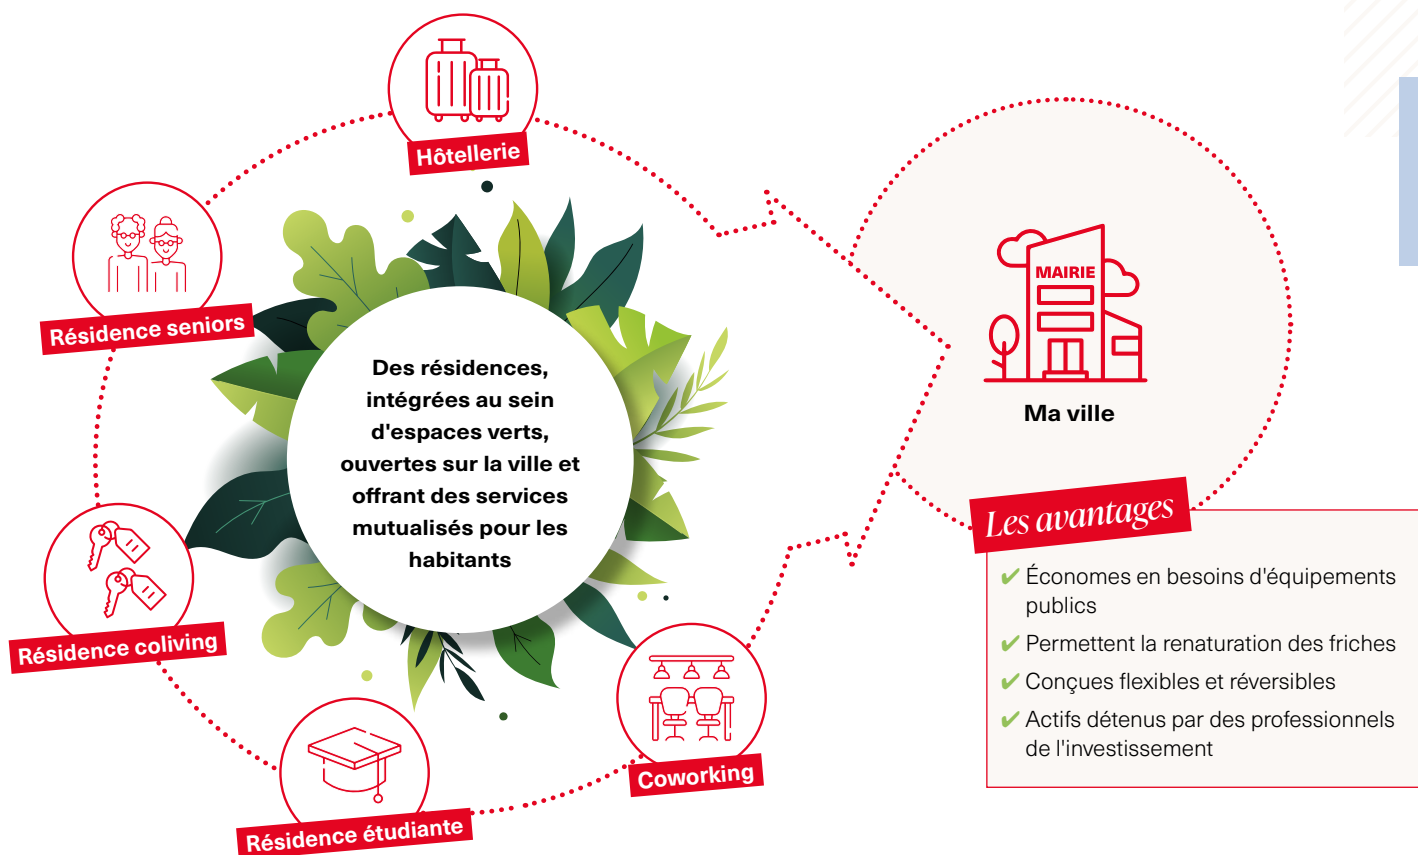 Hôtellerie
Résidence seniors
Des résidences,
intégrées au sein
d'espaces verts,
ouvertes sur la ville et
offrant des services
mutualisés pour les
habitants
Résidence coliving
Résidence étudiante
Coworking
MAIRIE
Ma ville
Les avantages
✔ Économes en besoins d'équipements
publics
✔ Permettent la renaturation des friches
✔ Conçues flexibles et réversibles
✔ Actifs détenus par des professionnels
de l'investissement